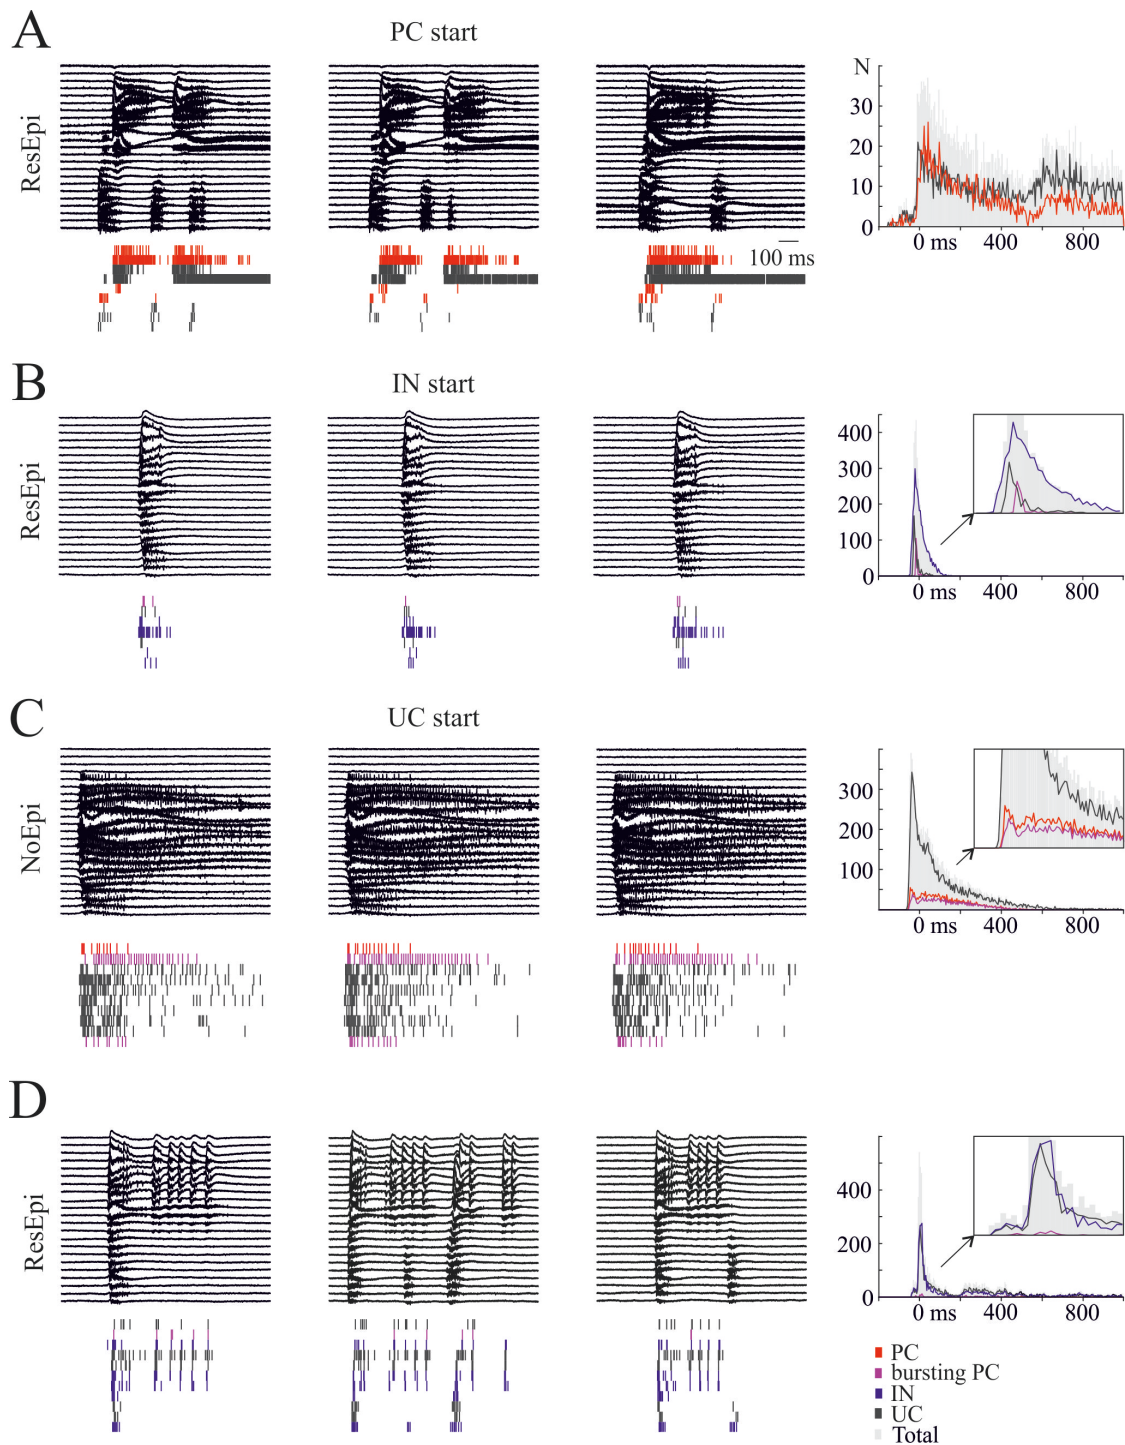 A
PC start
ResEpi
100 ms
N
30
20
10
0
0 ms 400 800
B
IN start
ResEpi
400
300
200
100
0
0 ms 400 800
C
UC start
NoEpi
300
200
100
0 ms 400 800
D
ResEpi
400
200
0
0 ms 400 800
PC
bursting PC
IN
UC
Total